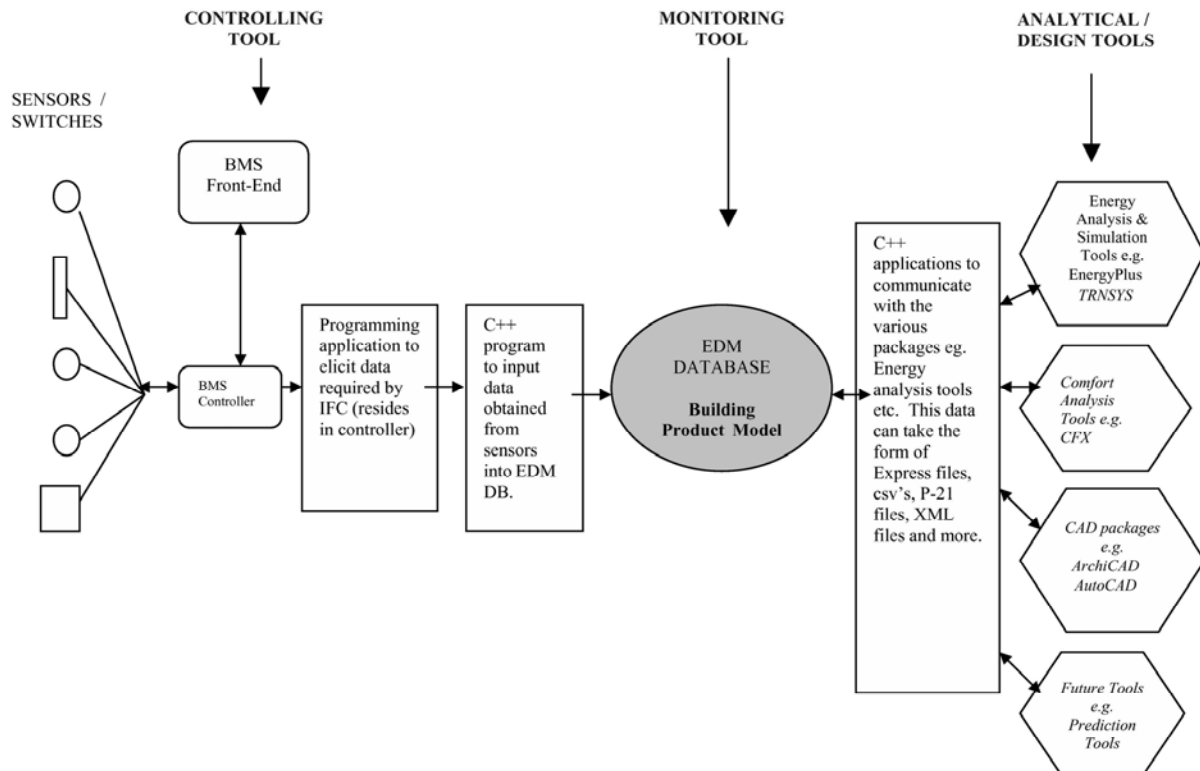 CONTROLLING
TOOL
MONITORING
TOOL
ANALYTICAL /
DESIGN TOOLS
SENSORS /
SWITCHES
BMS
Front-End
BMS
Controller
Programming
application to
elicit data
required by
IFC (resides
in controller)
C++
program
to input
data
obtained
from
sensors
into EDM
DB.
EDM
DATABASE
Building
Product Model
C++
applications to
communicate
with the
various
packages eg.
Energy
analysis tools
etc. This data
can take the
form of
Express files,
csv's, P-21
files, XML
files and more.
Energy
Analysis &
Simulation
Tools e.g.
EnergyPlus
TRNSYS
Comfort
Analysis
Tools e.g.
CFX
CAD packages
e.g.
ArchiCAD
AutoCAD
Future Tools
e.g.
Prediction
Tools